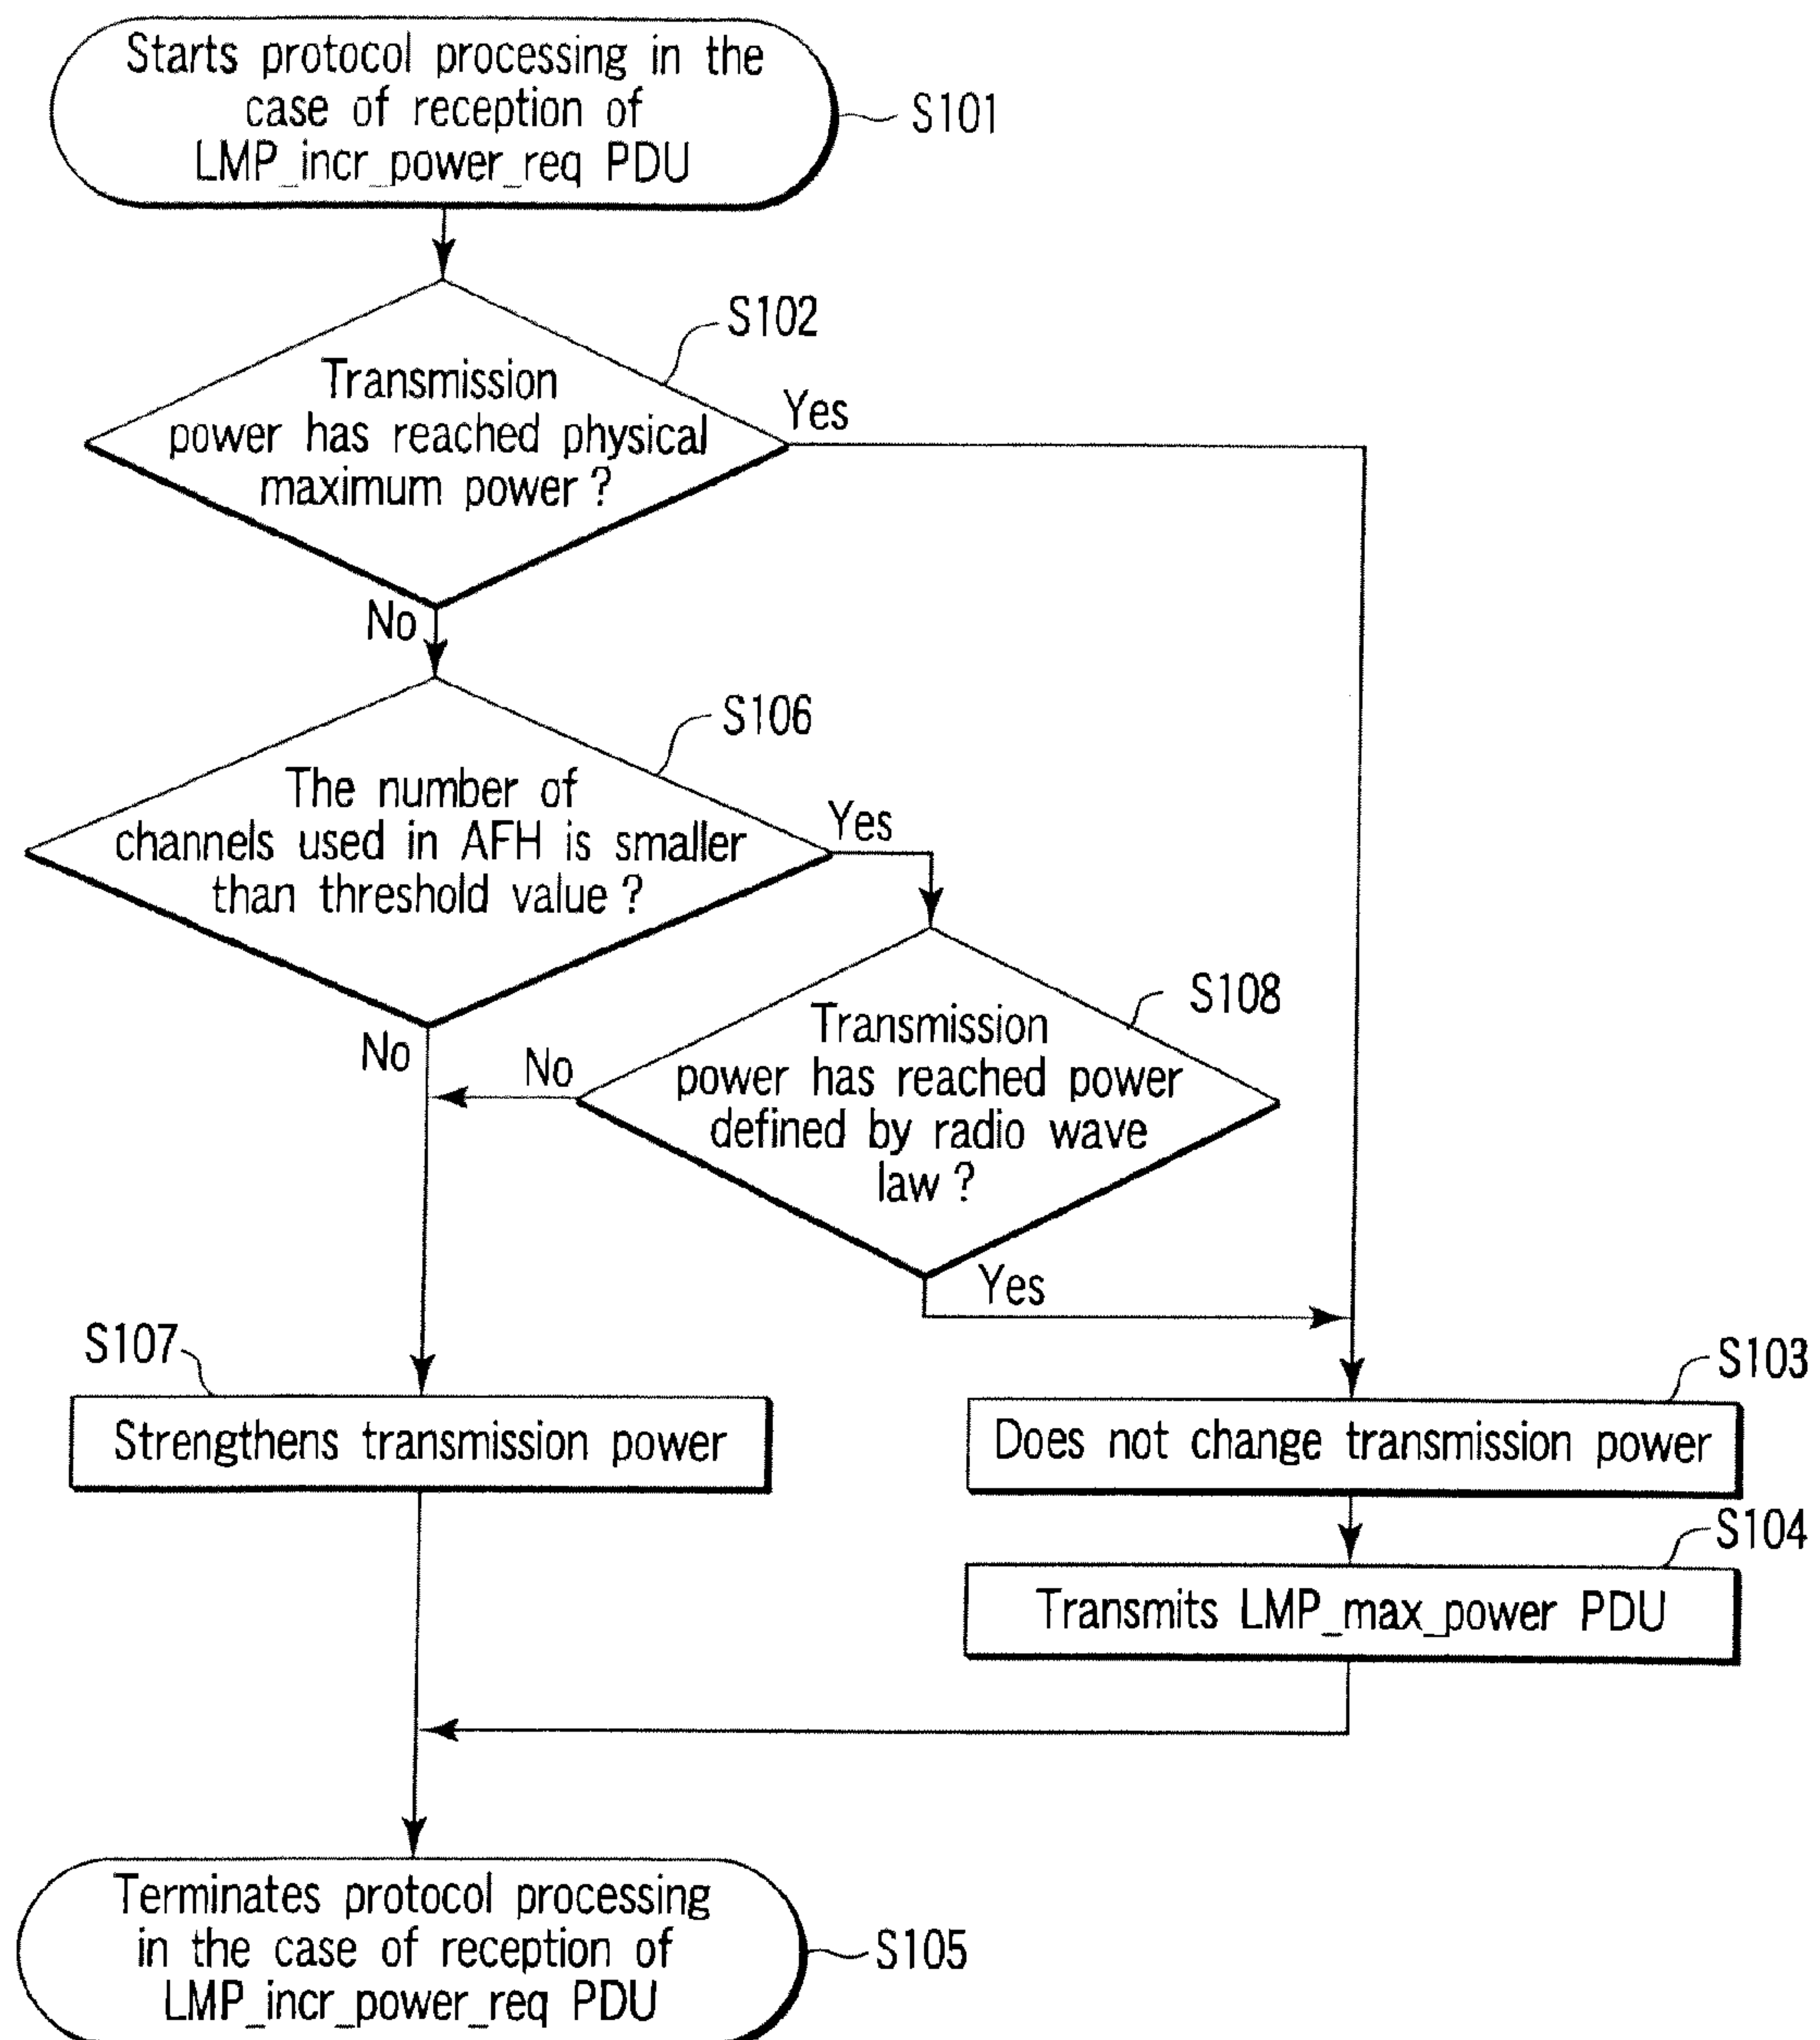 Starts protocol processing in the
case of reception of
LMP_incr_power_req PDU
S101
S102
Transmission
power has reached physical
maximum power ?
Yes
No
S106
The number of
channels used in AFH is smaller
than threshold value ?
Yes
No
S108
Transmission
power has reached power
defined by radio wave
law ?
No
Yes
S107
Strengthens transmission power
S103
Does not change transmission power
S104
Transmits LMP_max_power PDU
Terminates protocol processing
in the case of reception of
LMP_incr_power_req PDU
S105